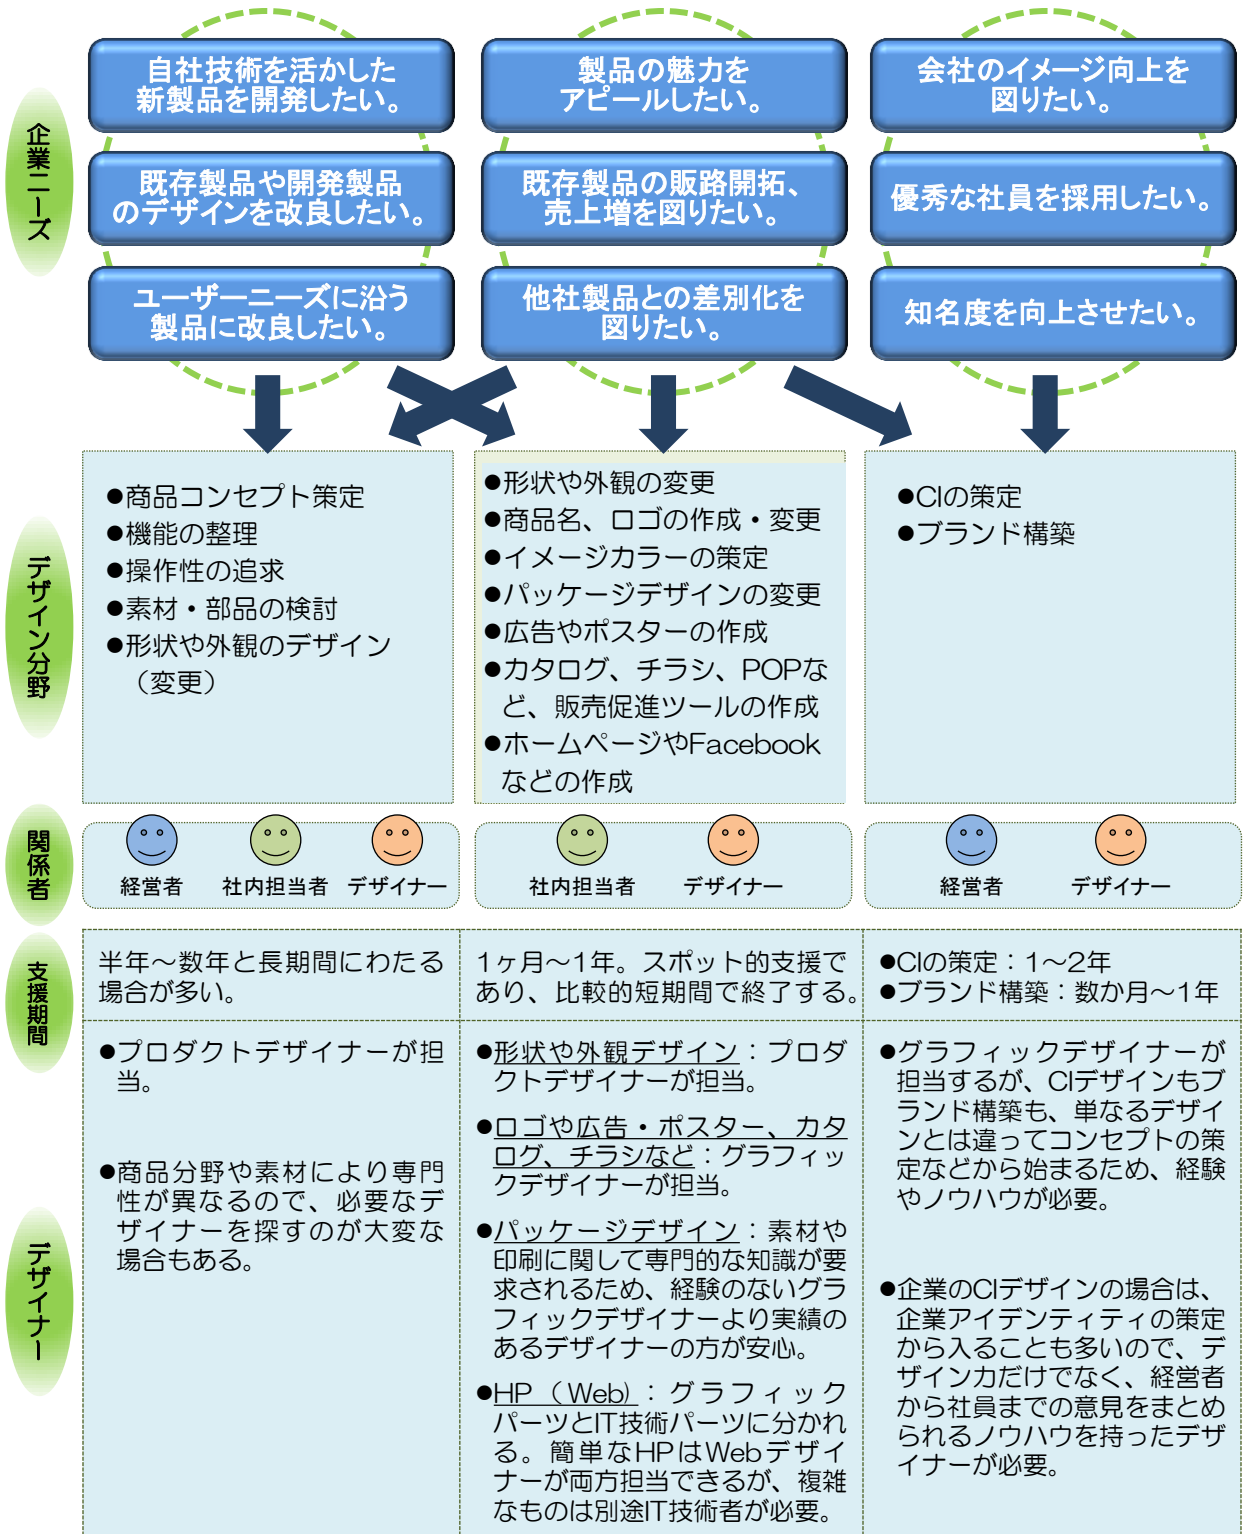 企業ニーズ
自社技術を活かした
新製品を開発したい。
製品の魅力を
アピールしたい。
会社のイメージ向上を
図りたい。
既存製品や開発製品
のデザインを改良したい。
既存製品の販路開拓、
売上増を図りたい。
優秀な社員を採用したい。
ユーザーニーズに沿う
製品に改良したい。
他社製品との差別化を
図りたい。
知名度を向上させたい。
デザイン分野
●商品コンセプト策定
●機能の整理
●操作性の追求
●素材・部品の検討
●形状や外観のデザイン
（変更）
●形状や外観の変更
●商品名、ロゴの作成・変更
●イメージカラーの策定
●パッケージデザインの変更
●広告やポスターの作成
●カタログ、チラシ、POPな
ど、販売促進ツールの作成
●ホームページやFacebook
などの作成
●CIの策定
●ブランド構築
関係者
経営者 社内担当者 デザイナー
社内担当者 デザイナー
経営者 デザイナー
支援期間
半年～数年と長期間にわたる
場合が多い。
1ヶ月～1年。スポット的支援で
あり、比較的短期間で終了する。
●CIの策定：1～2年
●ブランド構築：数か月～1年
デザイナー
●プロダクトデザイナーが担
当。
●商品分野や素材により専門
性が異なるので、必要なデ
ザイナーを探すのが大変な
場合もある。
●形状や外観デザイン：プロダ
クトデザイナーが担当。
●ロゴや広告・ポスター、カタ
ログ、チラシなど：グラフィッ
クデザイナーが担当。
●パッケージデザイン：素材や
印刷に関して専門的な知識が要
求されるため、経験のないグラ
フィックデザイナーより実績の
あるデザイナーの方が安心。
●HP（Web）：グラフィック
パーツとIT技術パーツに分かれ
る。簡単なHPはWebデザイ
ナーが両方担当できるが、複雑
なものは別途IT技術者が必要。
●グラフィックデザイナーが
担当するが、CIデザインもブ
ランド構築も、単なるデザイ
ンとは違ってコンセプトの策
定などから始まるため、経験
やノウハウが必要。
●企業のCIデザインの場合は、
企業アイデンティティの策定
から入ることも多いので、デ
ザイン力だけでなく、経営者
から社員までの意見をまとめ
られるノウハウを持ったデザ
イナーが必要。